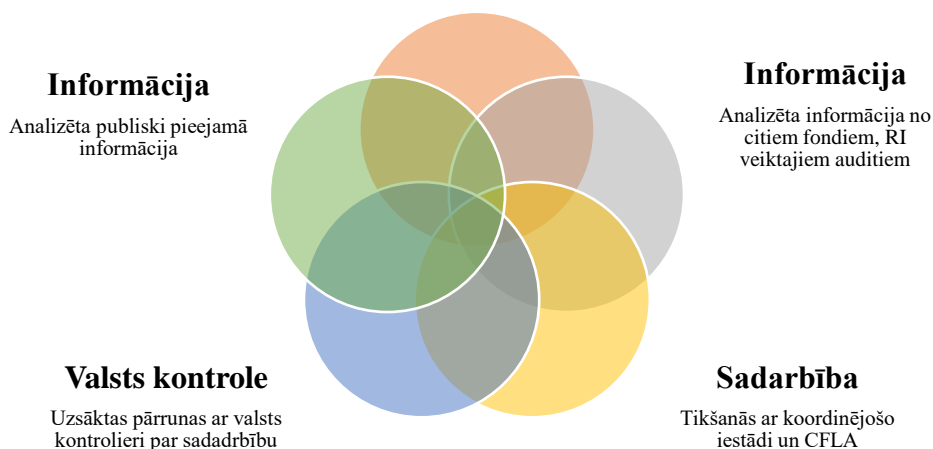 Informācija
Analizēta publiski pieejamā
informācija
Informācija
Analizēta informācija no
citiem fondiem, RI
veiktajiem auditiem
Valsts kontrole
Uzsāktas pārrunas ar valsts
kontrolieri par sadadrbību
Sadarbība
Tikšanās ar koordinējošo
iestādi un CFLA